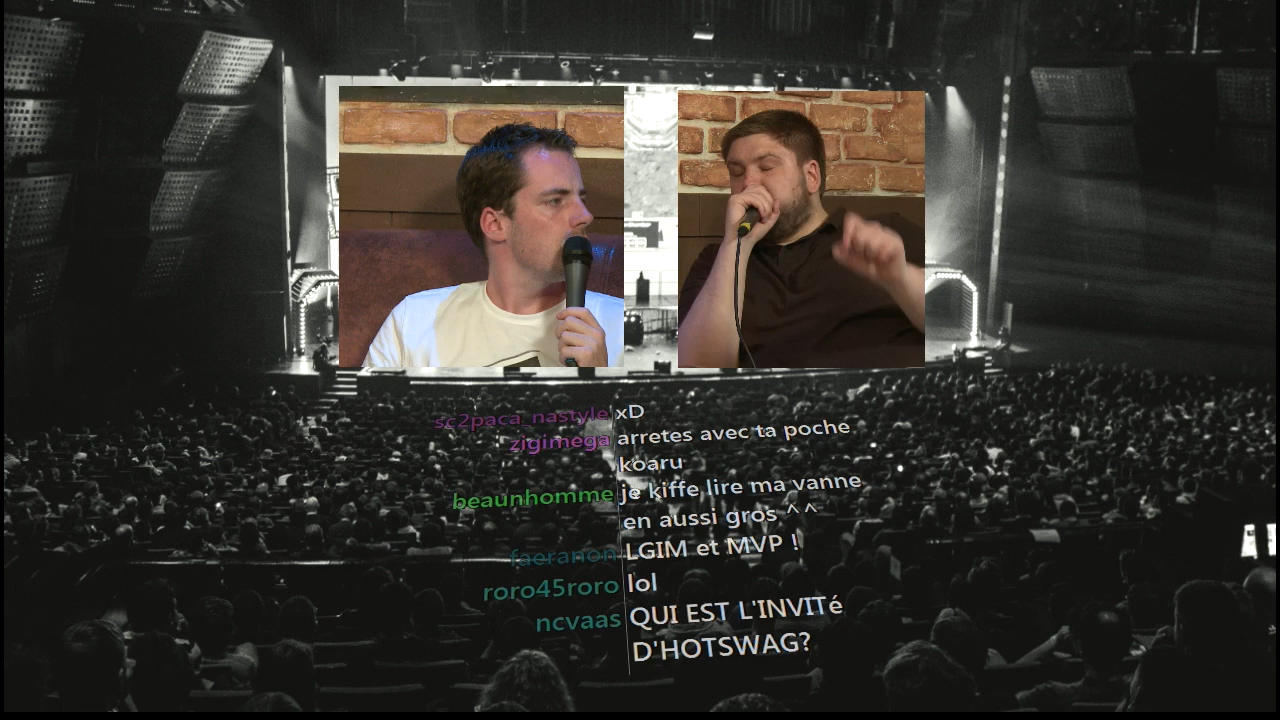 sc2paca_nastyle xD
zigimega arretes avec ta poche
koaru
beaunhomme je kiffe lire ma vanne
en aussi gros ^^
faeranon LGIM et MVP !
roro45roro lol
ncvaas QUI EST L'INVITé
D'HOTSWAG?